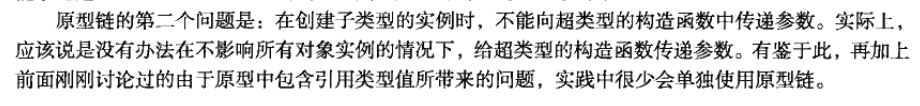 原型链的第二个问题是：在创建子类型的实例时，不能向超类型的构造函数中传递参数。实际上，
应该说是没有办法在不影响所有对象实例的情况下，给超类型的构造函数传递参数。有鉴于此，再加上
前面刚刚讨论过的由于原型中包含引用类型值所带来的问题，实践中很少会单独使用原型链。